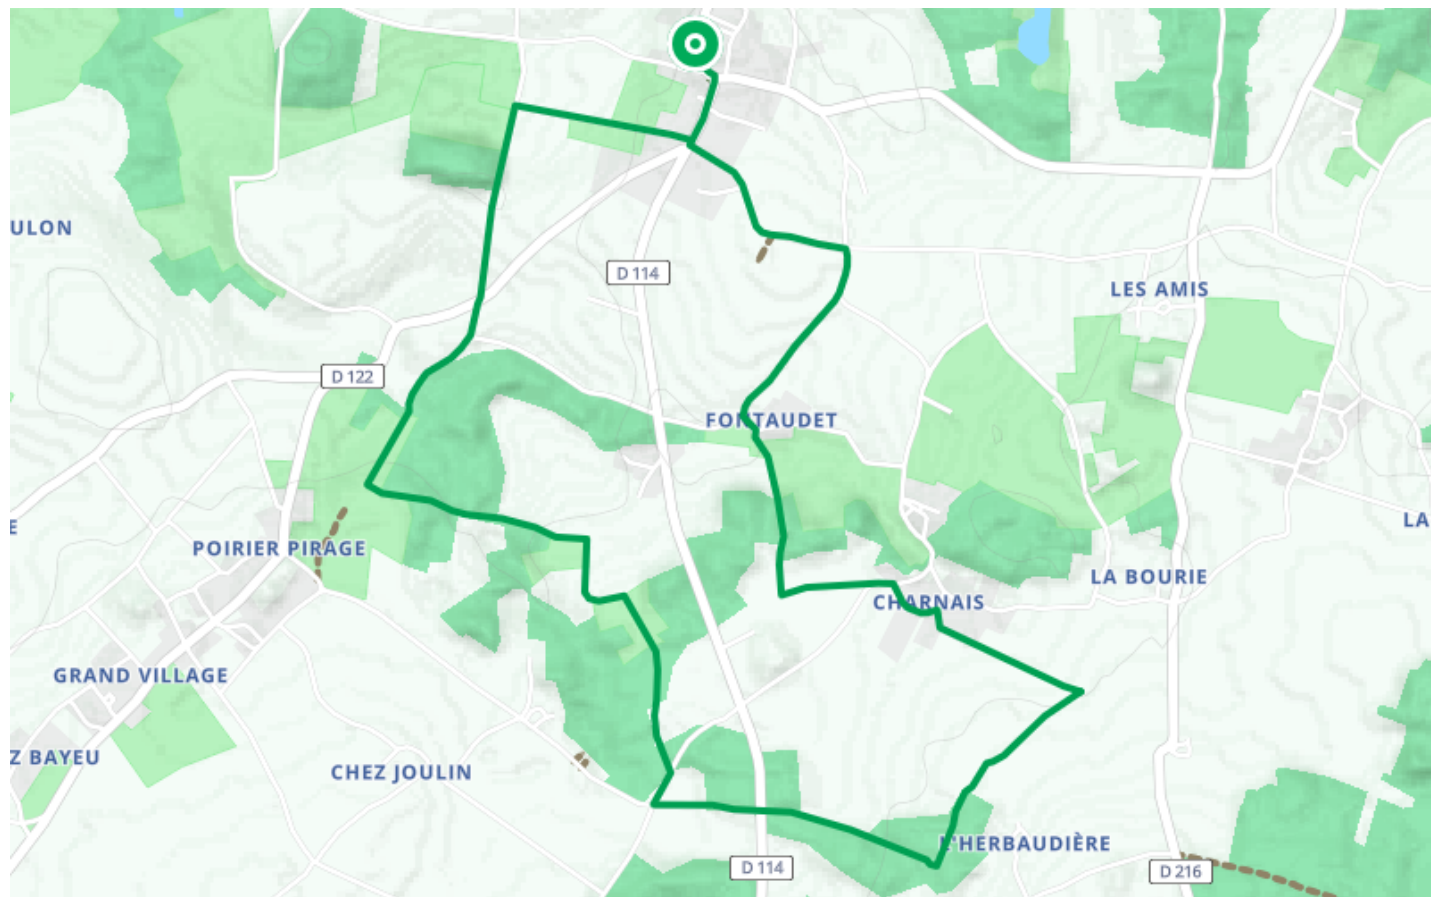 ULON
D 114
LES AMIS
D 122
FONTAUDET
LA
E
POIRIER PIRAGE
LA BOURIE
CHARNAIS
GRAND VILLAGE
Z BAYEU
CHEZ JOULIN
L'HERBAUDIÈRE
D 114
D 216